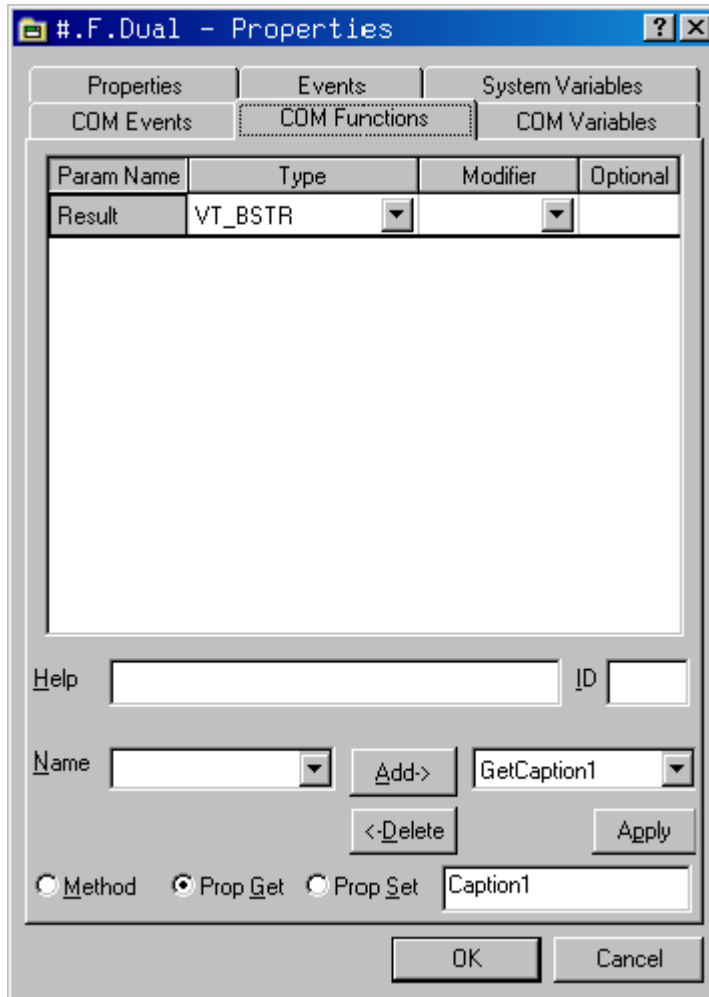 #.F.Dual - Properties
Properties Events System Variables
COM Events COM Functions COM Variables
Param Name Type Modifier Optional
Result VT_BSTR
Help ID
Name Add-> GetCaption1
<-Delete Apply
Method Prop Get Prop Set Caption1
OK Cancel